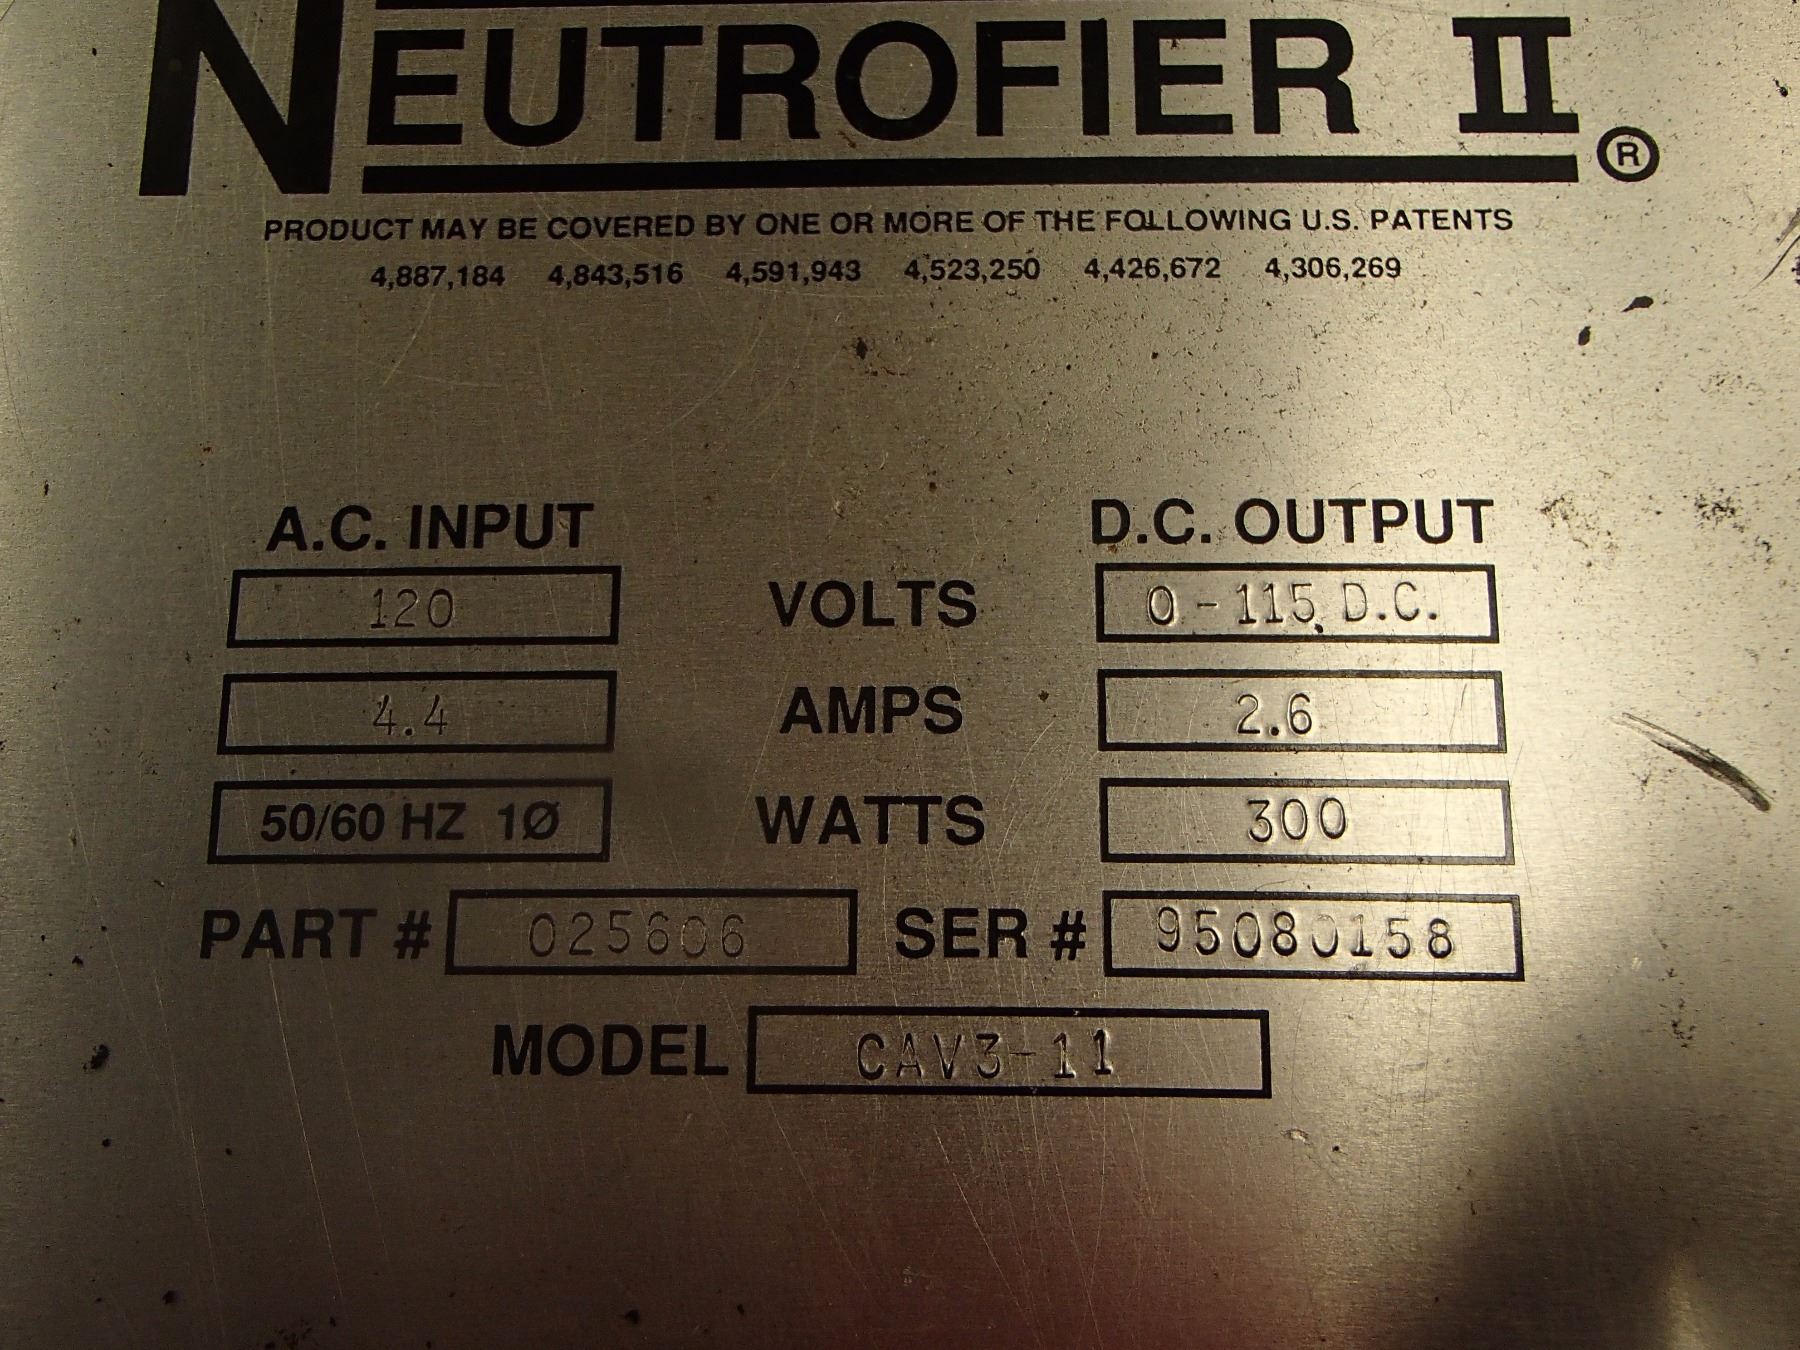 NEUTROFIER II ®
PRODUCT MAY BE COVERED BY ONE OR MORE OF THE FOLLOWING U.S. PATENTS
4,887,184 4,843,516 4,591,943 4,523,250 4,426,672 4,306,269
A.C. INPUT D.C. OUTPUT
120 VOLTS 0-115 D.C.
4.4 AMPS 2.6
50/60 HZ 1Ø WATTS 300
PART # 025606 SER # 95080158
MODEL CAV3-11